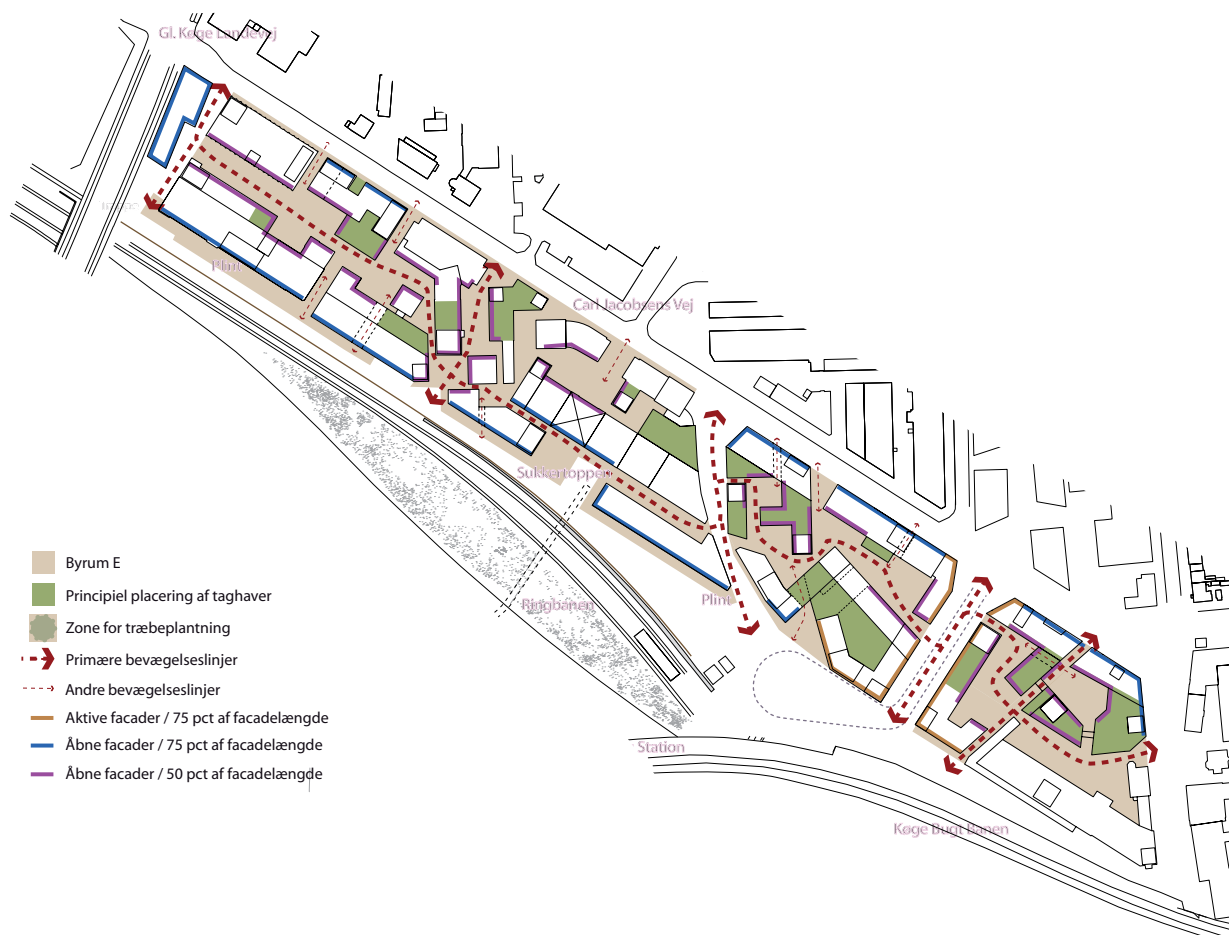 Gl. Køge Landevej
Plint
Carl Jacobsens Vej
Sukkertoppen
Plint
Ringbanen
Station
Køge Bugt Banen
Byrum E
Principiel placering af taghaver
Zone for træbeplantning
Primære bevægelseslinjer
Andre bevægelseslinjer
Aktive facader / 75 pct af facadelængde
Åbne facader / 75 pct af facadelængde
Åbne facader / 50 pct af facadelængde